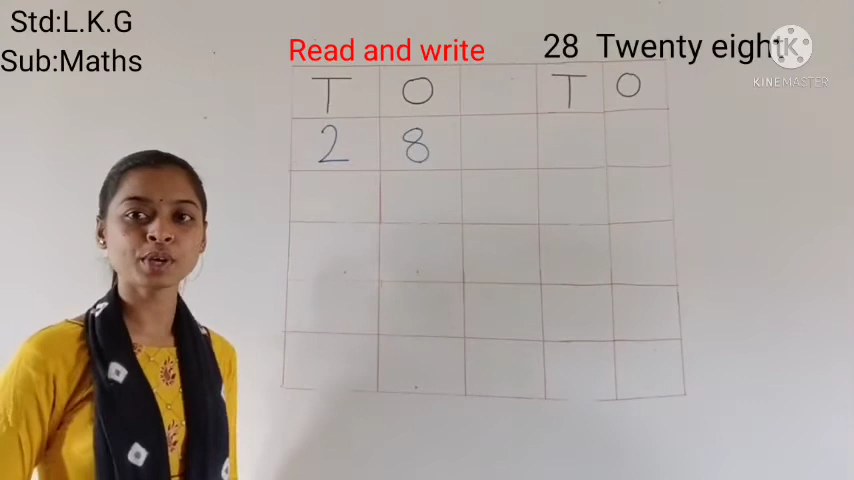 Std:L.K.G
Sub:Maths
Read and write
28 Twenty eight
K
KINEMASTER
T O T O
2 8